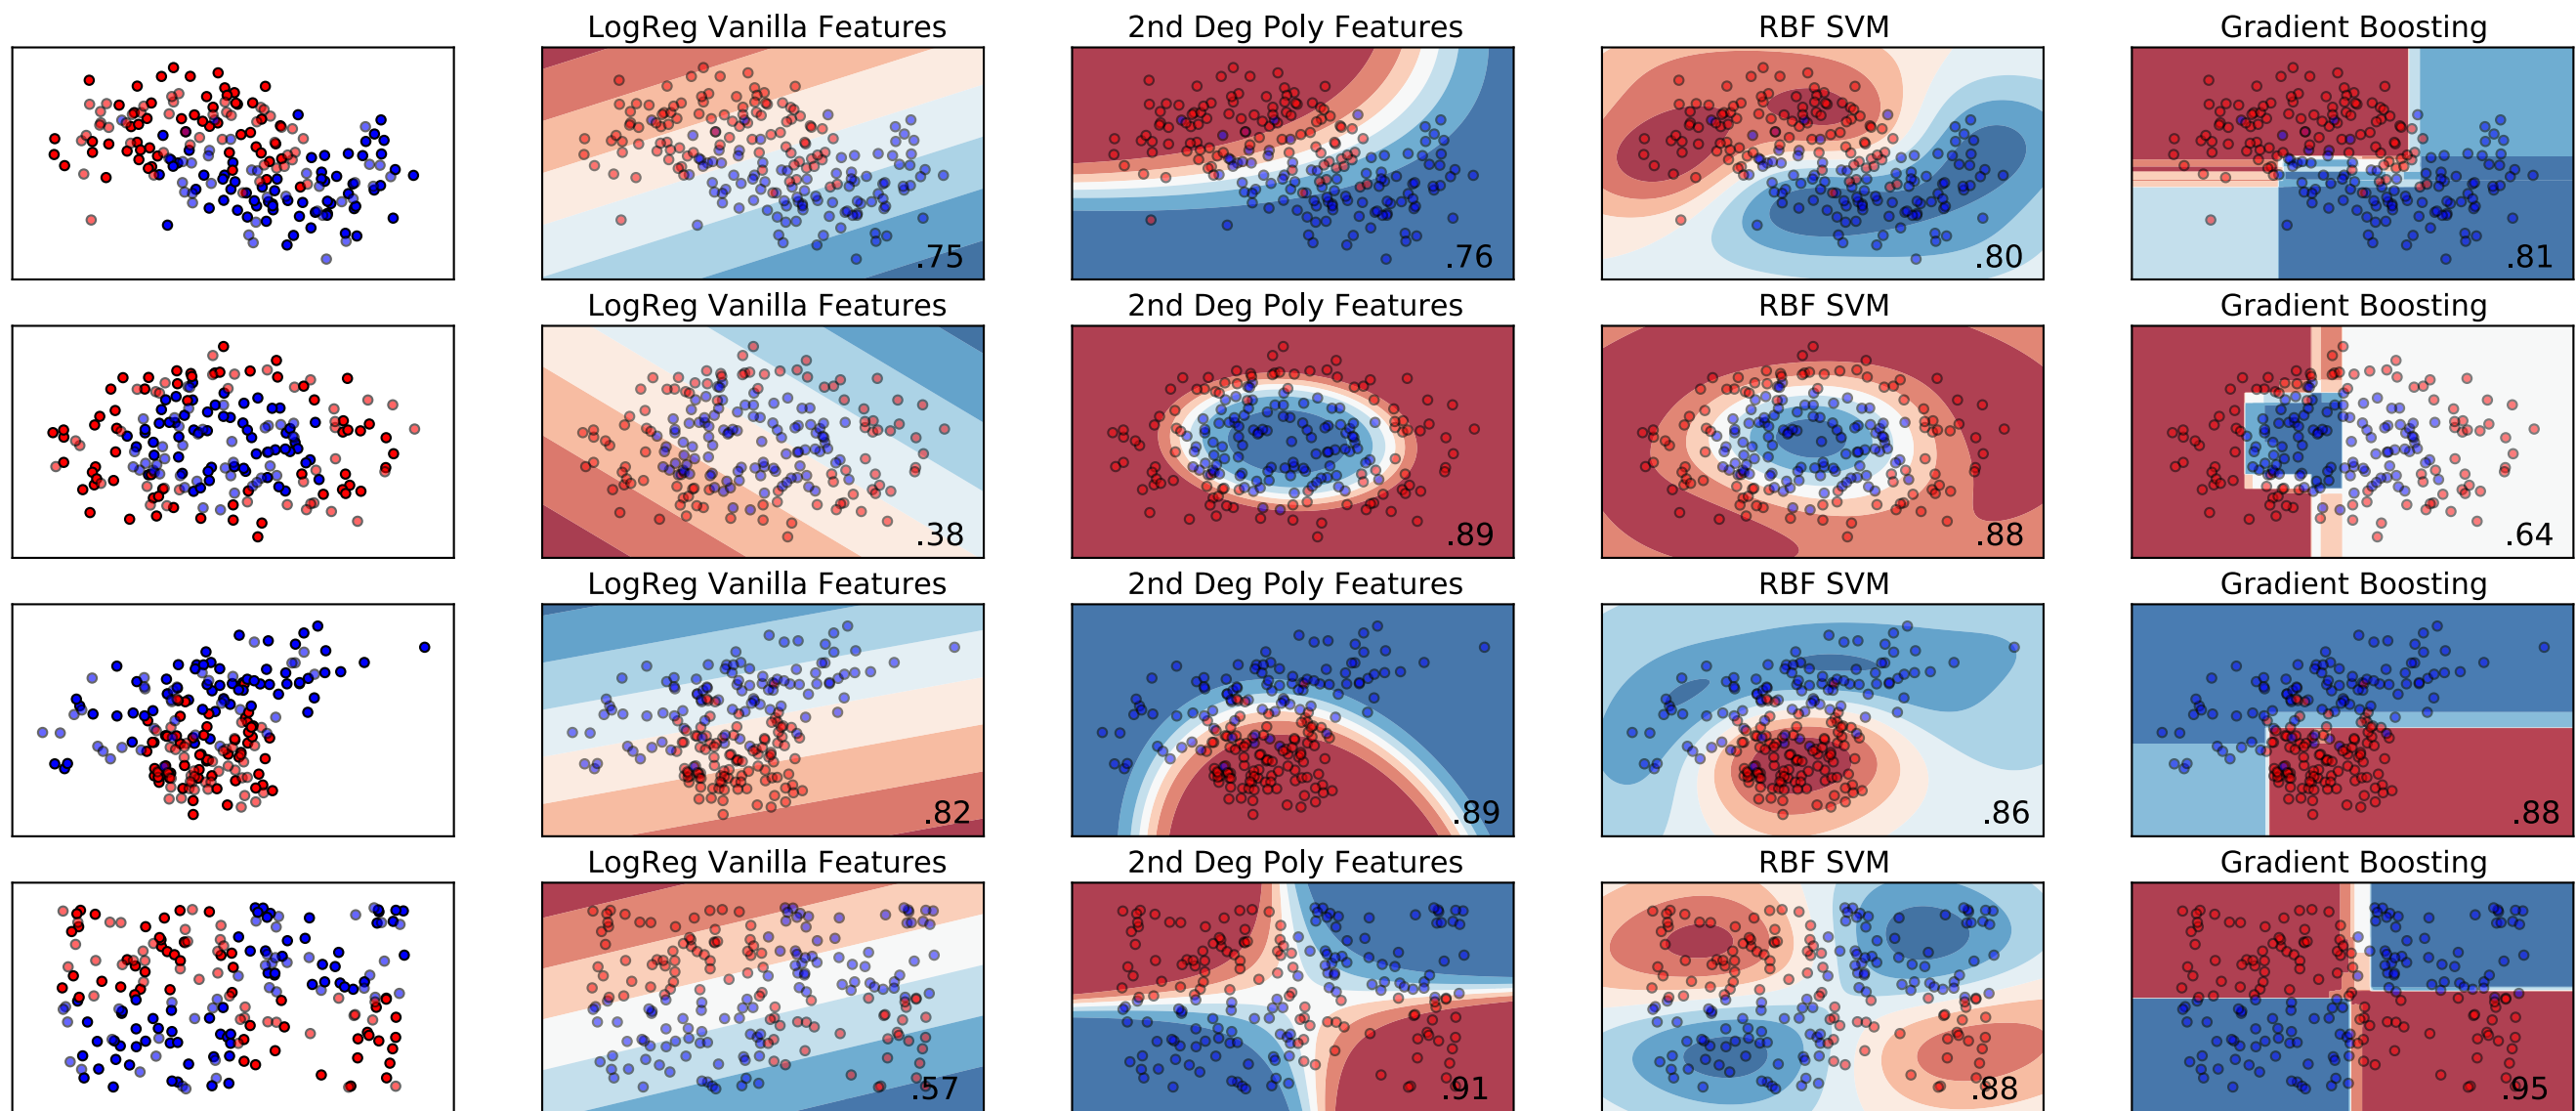 LogReg Vanilla Features 2nd Deg Poly Features RBF SVM Gradient Boosting
.75 .76 .80 .81
LogReg Vanilla Features 2nd Deg Poly Features RBF SVM Gradient Boosting
.38 .89 .88 .64
LogReg Vanilla Features 2nd Deg Poly Features RBF SVM Gradient Boosting
.82 .89 .86 .88
LogReg Vanilla Features 2nd Deg Poly Features RBF SVM Gradient Boosting
.57 .91 .88 .95